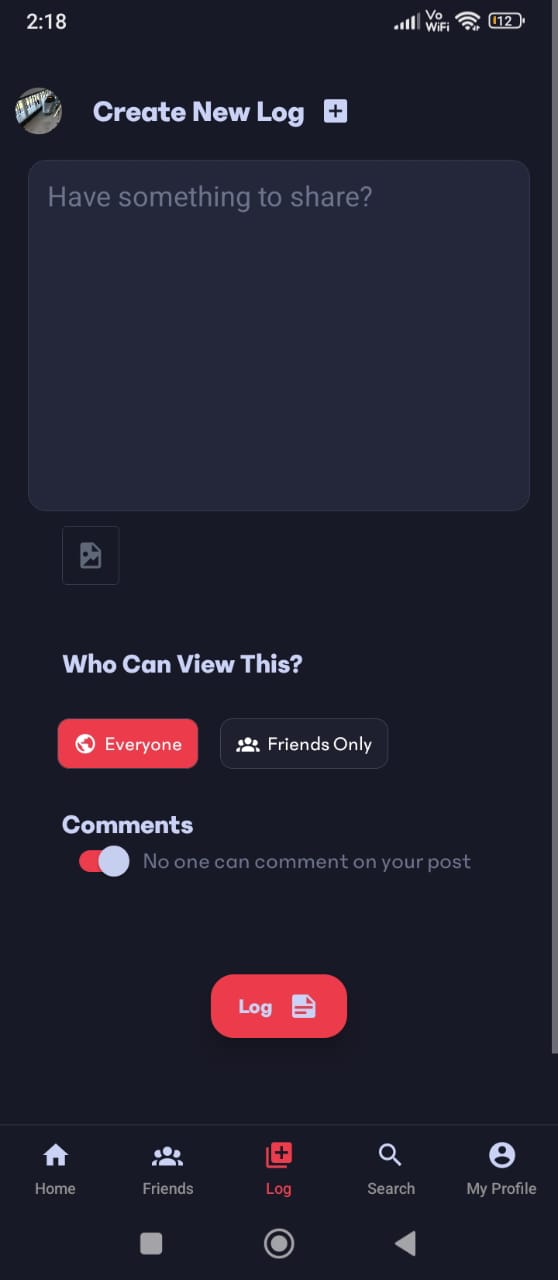 2:18
Vo
WiFi
12
Create New Log
Have something to share?
Who Can View This?
Everyone
Friends Only
Comments
No one can comment on your post
Log
Home
Friends
Log
Search
My Profile